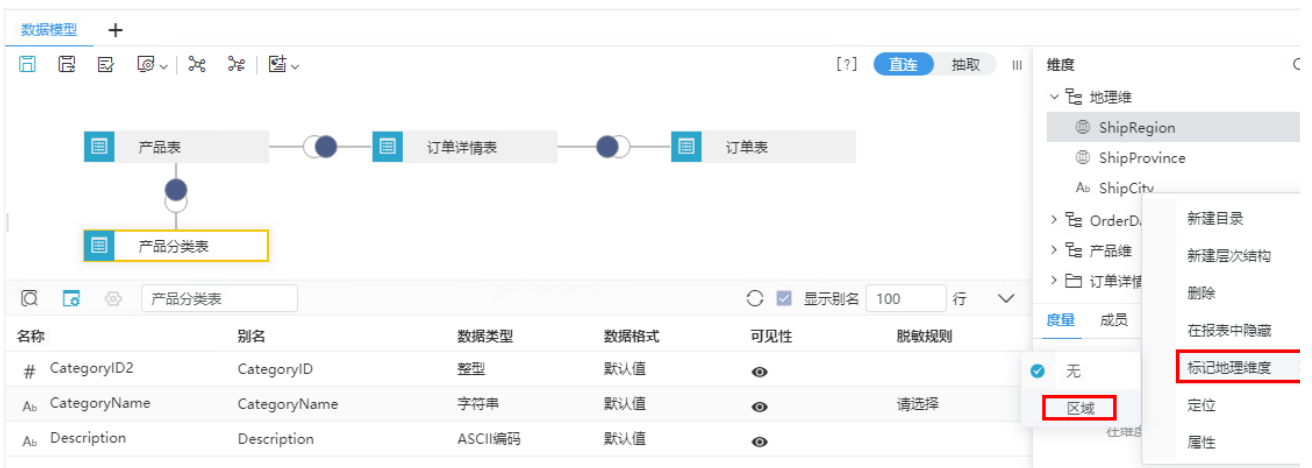 数据模型 +
[?] 直连 抽取
产品表 订单详情表 订单表
产品分类表
产品分类表 显示别名 100 行
名称 别名 数据类型 数据格式 可见性 脱敏规则
# CategoryID2 CategoryID 整型 默认值
Ab CategoryName CategoryName 字符串 默认值 请选择
Ab Description Description ASCII编码 默认值
维度
地理维
ShipRegion
ShipProvince
Ab ShipCity
OrderD
产品维
订单详情
度量 成员
无
区域
在维度
新建目录
新建层次结构
删除
在报表中隐藏
标记地理维度
定位
属性